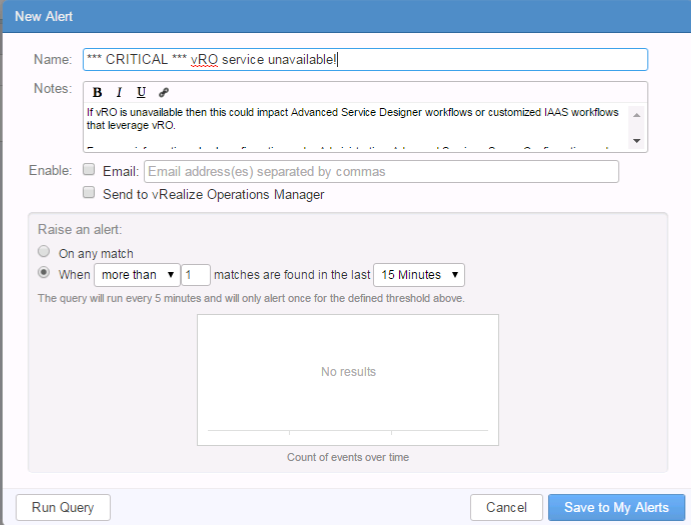 New Alert
Name: *** CRITICAL *** vRO service unavailable!
Notes: B I U
If vRO is unavailable then this could impact Advanced Service Designer workflows or customized IAAS workflows
that leverage vRO.
Enable: Email: Email address(es) separated by commas
Send to vRealize Operations Manager
Raise an alert:
On any match
When more than 1 matches are found in the last 15 Minutes
The query will run every 5 minutes and will only alert once for the defined threshold above.
No results
Count of events over time
Run Query Cancel Save to My Alerts